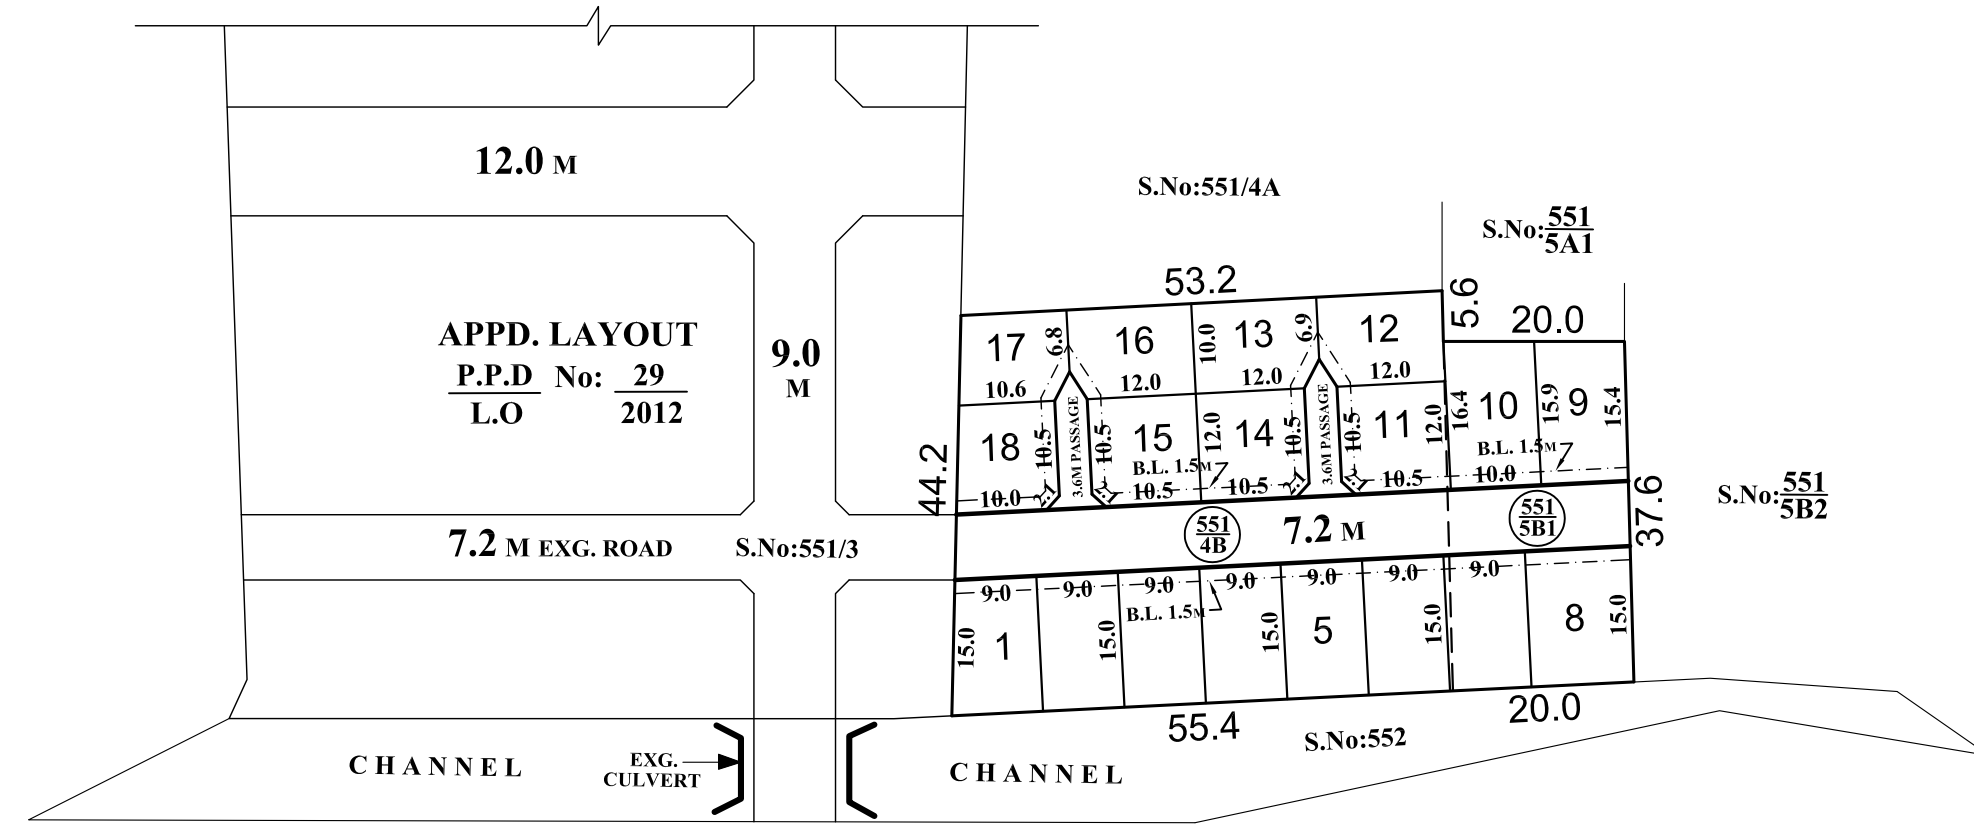 12.0 M
S.No:551/4A
S.No:551/5A1
53.2
5.6
20.0
APPD. LAYOUT
P.P.D/L.O No: 29/2012
9.0
M
17
6.8
16
10.0
13
6.9
12
10.6
12.0
12.0
12.0
18
10.5
3.6M PASSAGE
10.5
15
12.0
14
10.5
3.6M PASSAGE
10.5
11
12.0
16.4
10
15.9
9
15.4
B.L. 1.5M
B.L. 1.5M
10.0
10.5
10.5
10.5
10.0
44.2
37.6
S.No:551/5B2
7.2 M EXG. ROAD
S.No:551/3
551/4B
7.2 M
551/5B1
9.0
9.0
9.0
9.0
9.0
9.0
9.0
B.L. 1.5M
15.0
1
15.0
15.0
5
15.0
8
15.0
55.4
20.0
S.No:552
CHANNEL
EXG.
CULVERT
CHANNEL